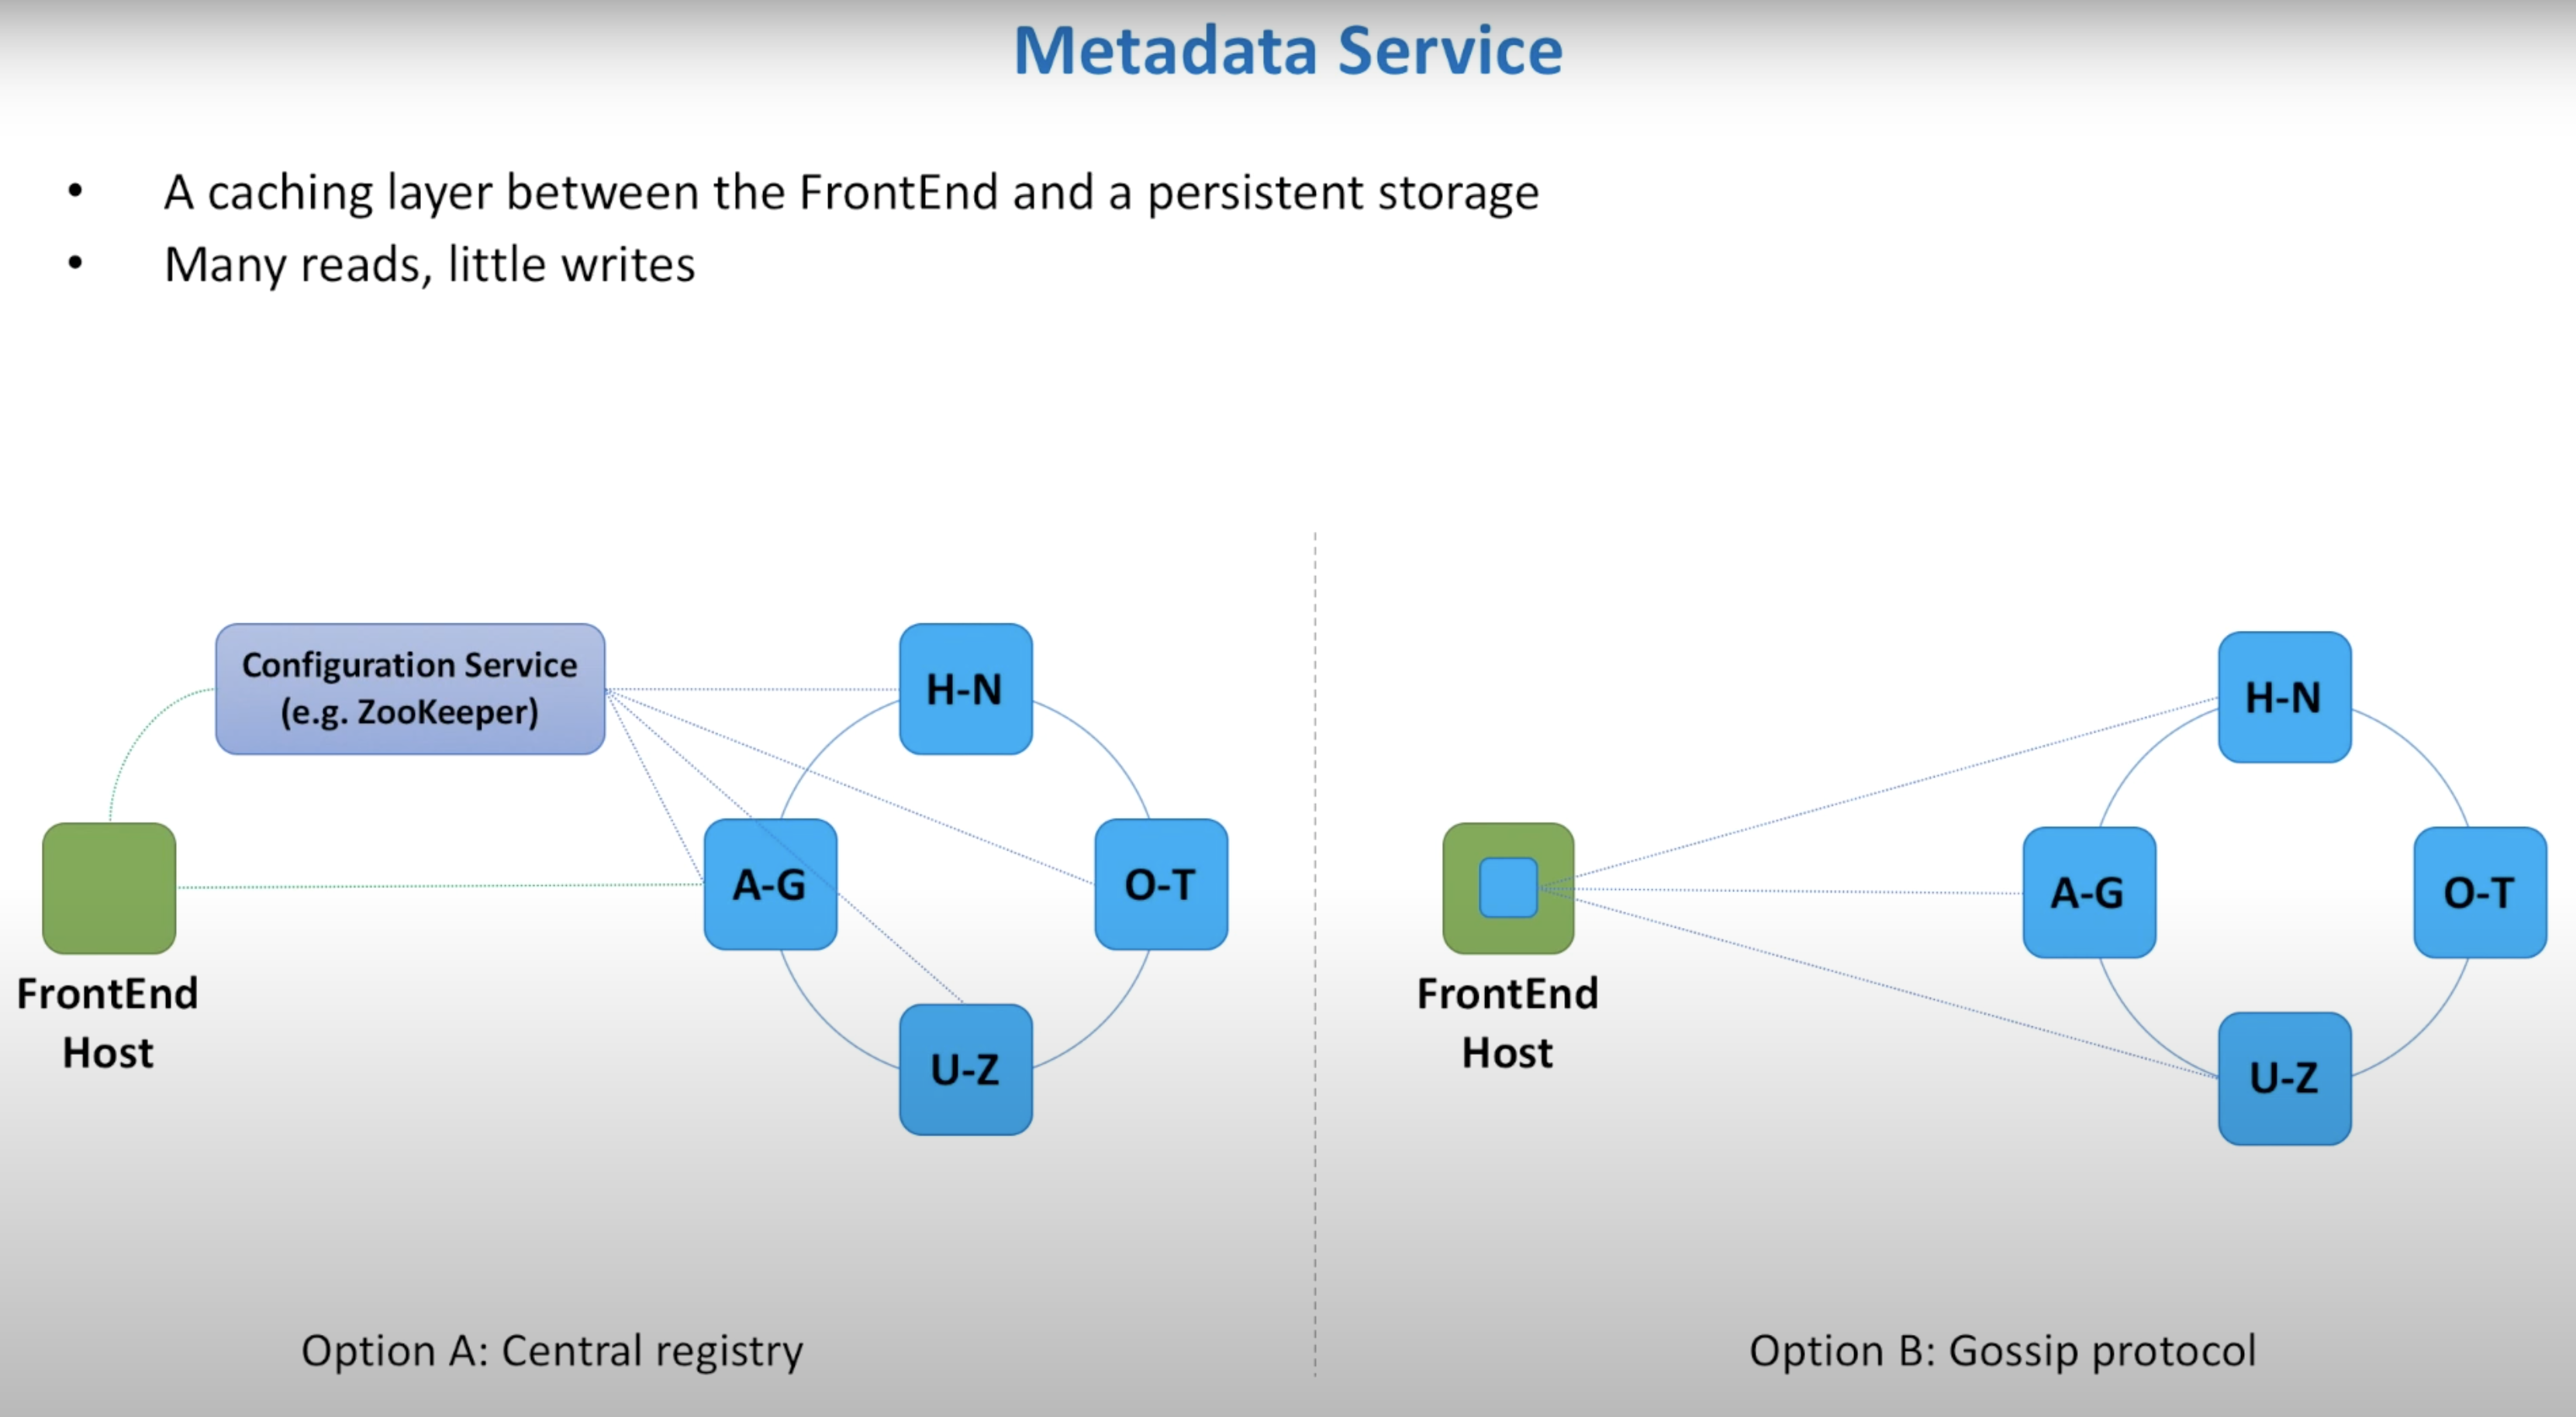 Metadata Service
• A caching layer between the FrontEnd and a persistent storage
• Many reads, little writes
Configuration Service
(e.g. ZooKeeper)
H-N
A-G
O-T
U-Z
FrontEnd
Host
Option A: Central registry
H-N
A-G
O-T
U-Z
FrontEnd
Host
Option B: Gossip protocol